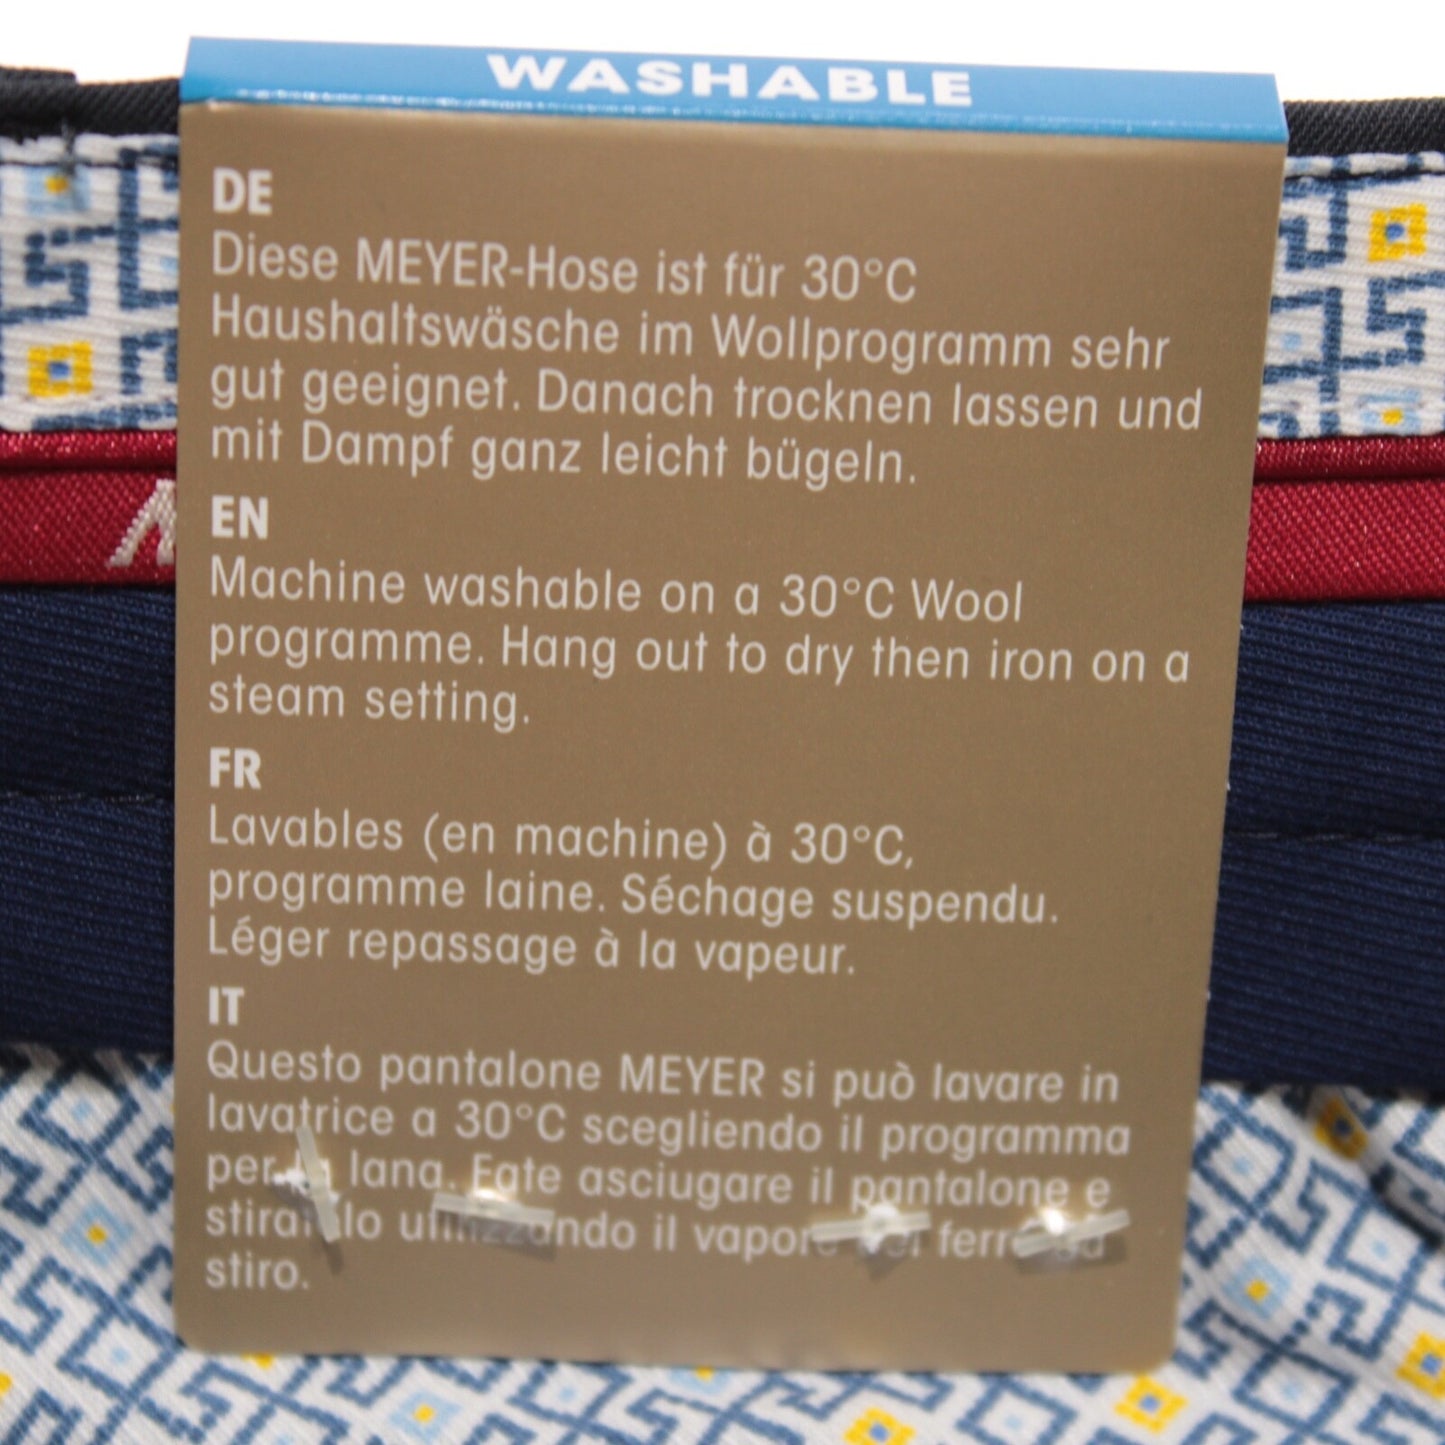 WASHABLE
DE
Diese MEYER-Hose ist für 30°C
Haushaltswäsche im Wollprogramm sehr
gut geeignet. Danach trocknen lassen und
mit Dampf ganz leicht bügeln.
EN
Machine washable on a 30°C Wool
programme. Hang out to dry then iron on a
steam setting.
FR
Lavables (en machine) à 30°C,
programme laine. Séchage suspendu.
Léger repassage à la vapeur.
IT
Questo pantalone MEYER si può lavare in
lavatrice a 30°C scegliendo il programma
per la lana. Fate asciugare il pantalone e
stiratelo utilizzando il vapore del ferro da
stiro.